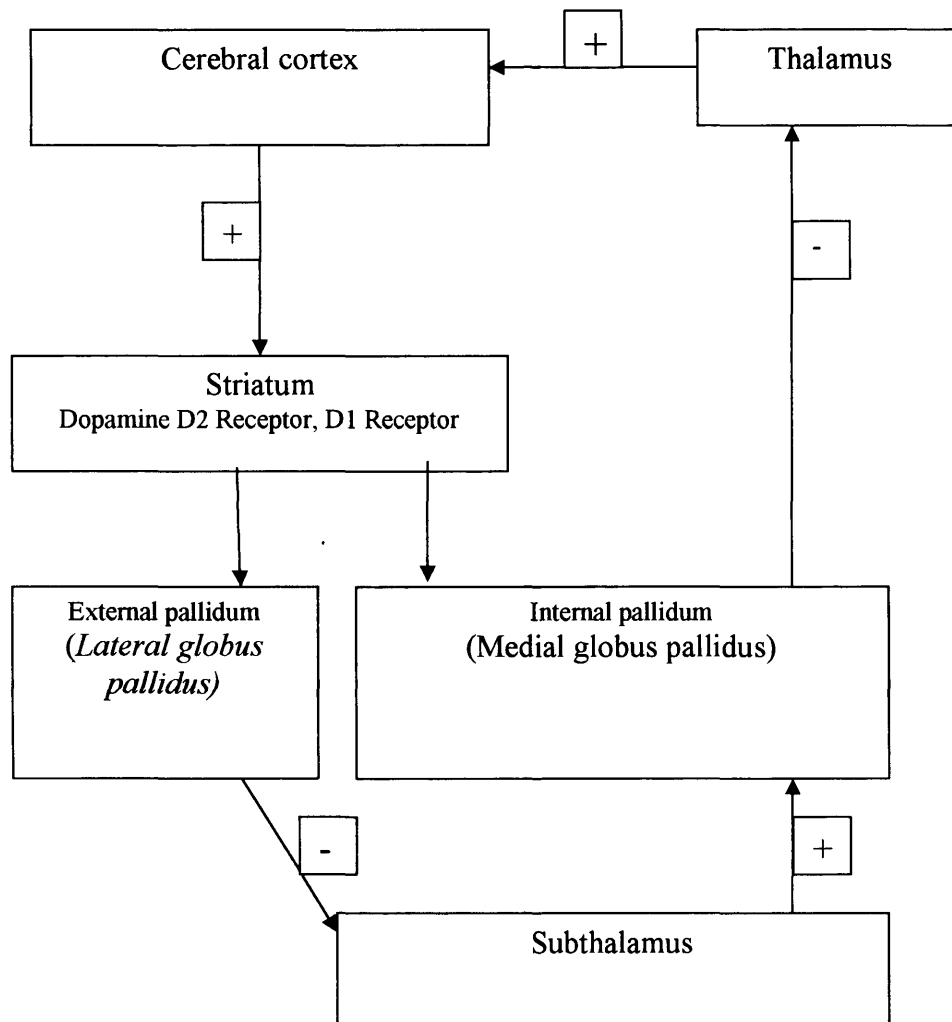 Cerebral cortex
+
Thalamus
+
-
Striatum
Dopamine D2 Receptor, D1 Receptor
External pallidum
(Lateral globus
pallidus)
Internal pallidum
(Medial globus pallidus)
-
+
Subthalamus